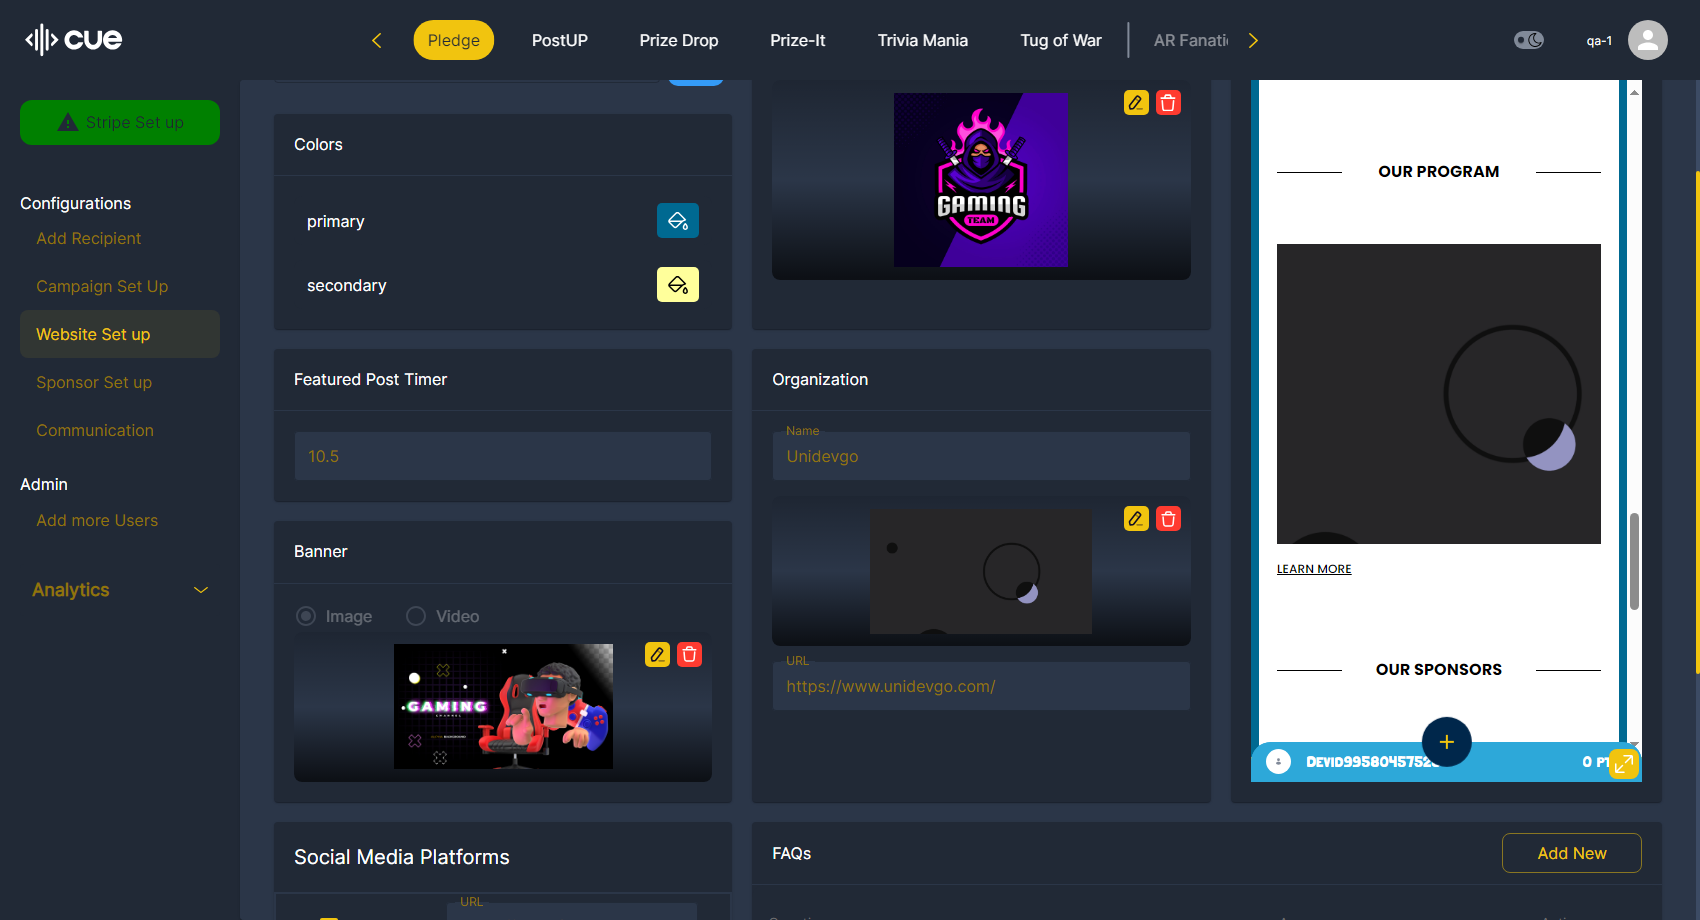 cue
Pledge
PostUP
Prize Drop
Prize-It
Trivia Mania
Tug of War
AR Fanati
qa-1
Stripe Set up
Configurations
Add Recipient
Campaign Set Up
Website Set up
Sponsor Set up
Communication
Admin
Add more Users
Analytics
Colors
primary
secondary
GAMING
TEAM
Featured Post Timer
10.5
Organization
Name
Unidevgo
URL
https://www.unidevgo.com/
Banner
Image
Video
GAMING
CHANNEL
OUR PROGRAM
LEARN MORE
OUR SPONSORS
Social Media Platforms
URL
FAQs
Add New